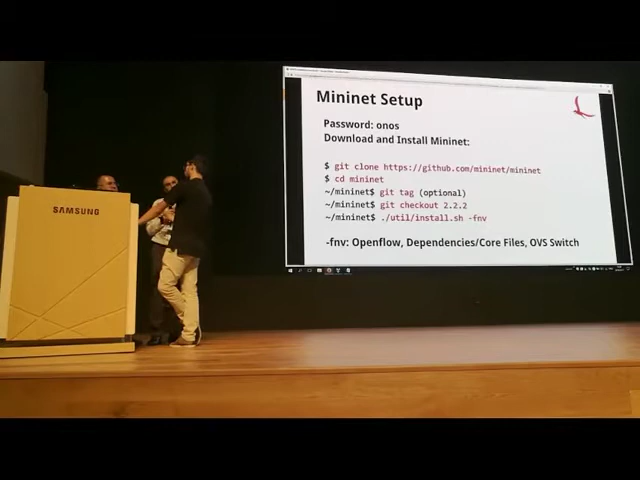 Mininet Setup
Password: onos
Download and Install Mininet:
$ git clone https://github.com/mininet/mininet
$ cd mininet
~/mininet$ git tag (optional)
~/mininet$ git checkout 2.2.2
~/mininet$ ./util/install.sh -fnv
-fnv: Openflow, Dependencies/Core Files, OVS Switch
SAMSUNG